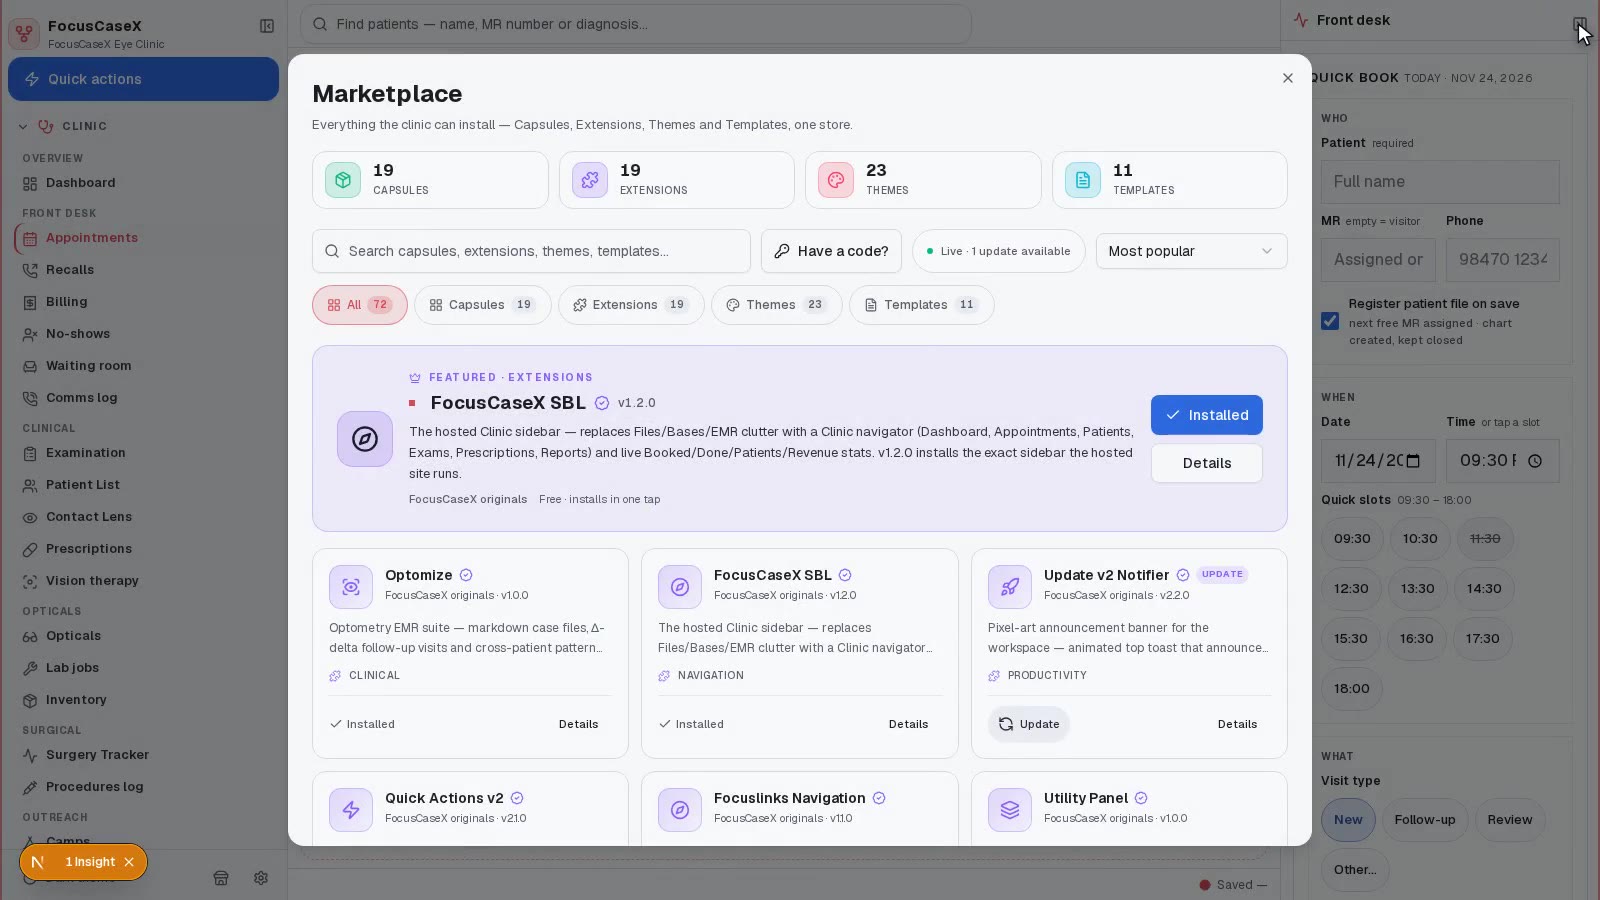 FocusCaseX
FocusCaseX Eye Clinic
Quick actions
CLINIC
OVERVIEW
Dashboard
FRONT DESK
Appointments
Recalls
Billing
No-shows
Waiting room
Comms log
CLINICAL
Examination
Patient List
Contact Lens
Prescriptions
Vision therapy
OPTICALS
Opticals
Lab jobs
Inventory
SURGICAL
Surgery Tracker
Procedures log
OUTREACH
Camps
1 Insight
Find patients — name, MR number or diagnosis...
Marketplace
Everything the clinic can install — Capsules, Extensions, Themes and Templates, one store.
19
CAPSULES
19
EXTENSIONS
23
THEMES
11
TEMPLATES
Search capsules, extensions, themes, templates...
Have a code?
Live · 1 update available
Most popular
All 72
Capsules 19
Extensions 19
Themes 23
Templates 11
FEATURED · EXTENSIONS
FocusCaseX SBL v1.2.0
The hosted Clinic sidebar — replaces Files/Bases/EMR clutter with a Clinic navigator (Dashboard, Appointments, Patients,
Exams, Prescriptions, Reports) and live Booked/Done/Patients/Revenue stats. v1.2.0 installs the exact sidebar the hosted
site runs.
FocusCaseX originals Free · installs in one tap
Installed
Details
Optomize
FocusCaseX originals · v1.0.0
Optometry EMR suite — markdown case files, Δ-
delta follow-up visits and cross-patient pattern...
CLINICAL
Installed
Details
FocusCaseX SBL
FocusCaseX originals · v1.2.0
The hosted Clinic sidebar — replaces
Files/Bases/EMR clutter with a Clinic navigator...
NAVIGATION
Installed
Details
Update v2 Notifier UPDATE
FocusCaseX originals · v2.2.0
Pixel-art announcement banner for the
workspace — animated top toast that announce...
PRODUCTIVITY
Update
Details
Quick Actions v2
FocusCaseX originals · v2.1.0
Focuslinks Navigation
FocusCaseX originals · v1.1.0
Utility Panel
FocusCaseX originals · v1.0.0
Saved —
Front desk
QUICK BOOK TODAY · NOV 24, 2026
WHO
Patient required
Full name
MR empty = visitor
Phone
Assigned or
98470 1234
Register patient file on save
next free MR assigned · chart
created, kept closed
WHEN
Date
Time or tap a slot
11/24/20
09:30
Quick slots 09:30 – 18:00
09:30
10:30
11:30
12:30
13:30
14:30
15:30
16:30
17:30
18:00
WHAT
Visit type
New
Follow-up
Review
Other...